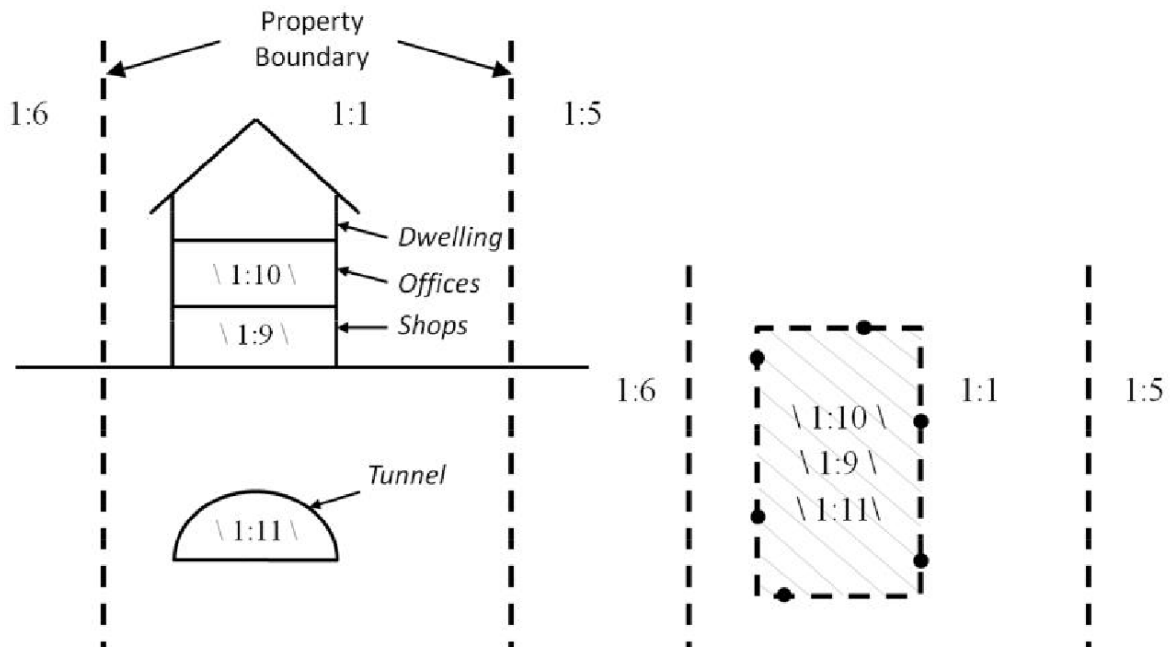 Property
Boundary
1:6
1:1
1:5
Dwelling
\ 1:10 \
Offices
\ 1:9 \
Shops
Tunnel
\ 1:11 \
1:6
1:1
1:5
\ 1:10 \
\ 1:9 \
\ 1:11\